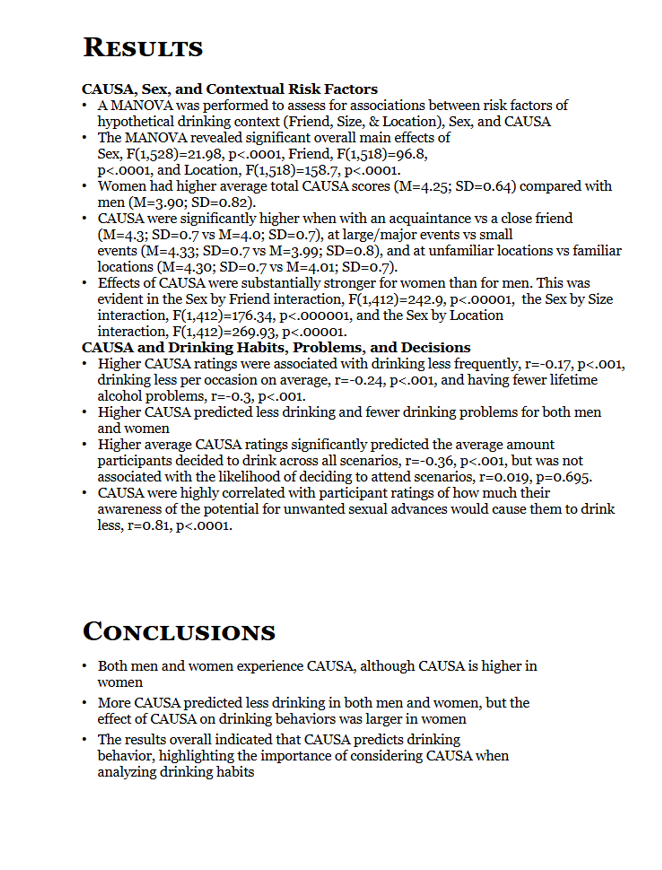 RESULTS
CAUSA, Sex, and Contextual Risk Factors
• A MANOVA was performed to assess for associations between risk factors of
hypothetical drinking context (Friend, Size, & Location), Sex, and CAUSA
• The MANOVA revealed significant overall main effects of
Sex, F(1,528)=21.98, p<.0001, Friend, F(1,518)=96.8,
p<.0001, and Location, F(1,518)=158.7, p<.0001.
• Women had higher average total CAUSA scores (M=4.25; SD=0.64) compared with
men (M=3.90; SD=0.82).
• CAUSA were significantly higher when with an acquaintance vs a close friend
(M=4.3; SD=0.7 vs M=4.0; SD=0.7), at large/major events vs small
events (M=4.33; SD=0.7 vs M=3.99; SD=0.8), and at unfamiliar locations vs familiar
locations (M=4.30; SD=0.7 vs M=4.01; SD=0.7).
• Effects of CAUSA were substantially stronger for women than for men. This was
evident in the Sex by Friend interaction, F(1,412)=242.9, p<.00001, the Sex by Size
interaction, F(1,412)=176.34, p<.000001, and the Sex by Location
interaction, F(1,412)=269.93, p<.00001.
CAUSA and Drinking Habits, Problems, and Decisions
• Higher CAUSA ratings were associated with drinking less frequently, r=-0.17, p<.001,
drinking less per occasion on average, r=-0.24, p<.001, and having fewer lifetime
alcohol problems, r=-0.3, p<.001.
• Higher CAUSA predicted less drinking and fewer drinking problems for both men
and women
• Higher average CAUSA ratings significantly predicted the average amount
participants decided to drink across all scenarios, r=-0.36, p<.001, but was not
associated with the likelihood of deciding to attend scenarios, r=0.019, p=0.695.
• CAUSA were highly correlated with participant ratings of how much their
awareness of the potential for unwanted sexual advances would cause them to drink
less, r=0.81, p<.0001.
CONCLUSIONS
• Both men and women experience CAUSA, although CAUSA is higher in
women
• More CAUSA predicted less drinking in both men and women, but the
effect of CAUSA on drinking behaviors was larger in women
• The results overall indicated that CAUSA predicts drinking
behavior, highlighting the importance of considering CAUSA when
analyzing drinking habits